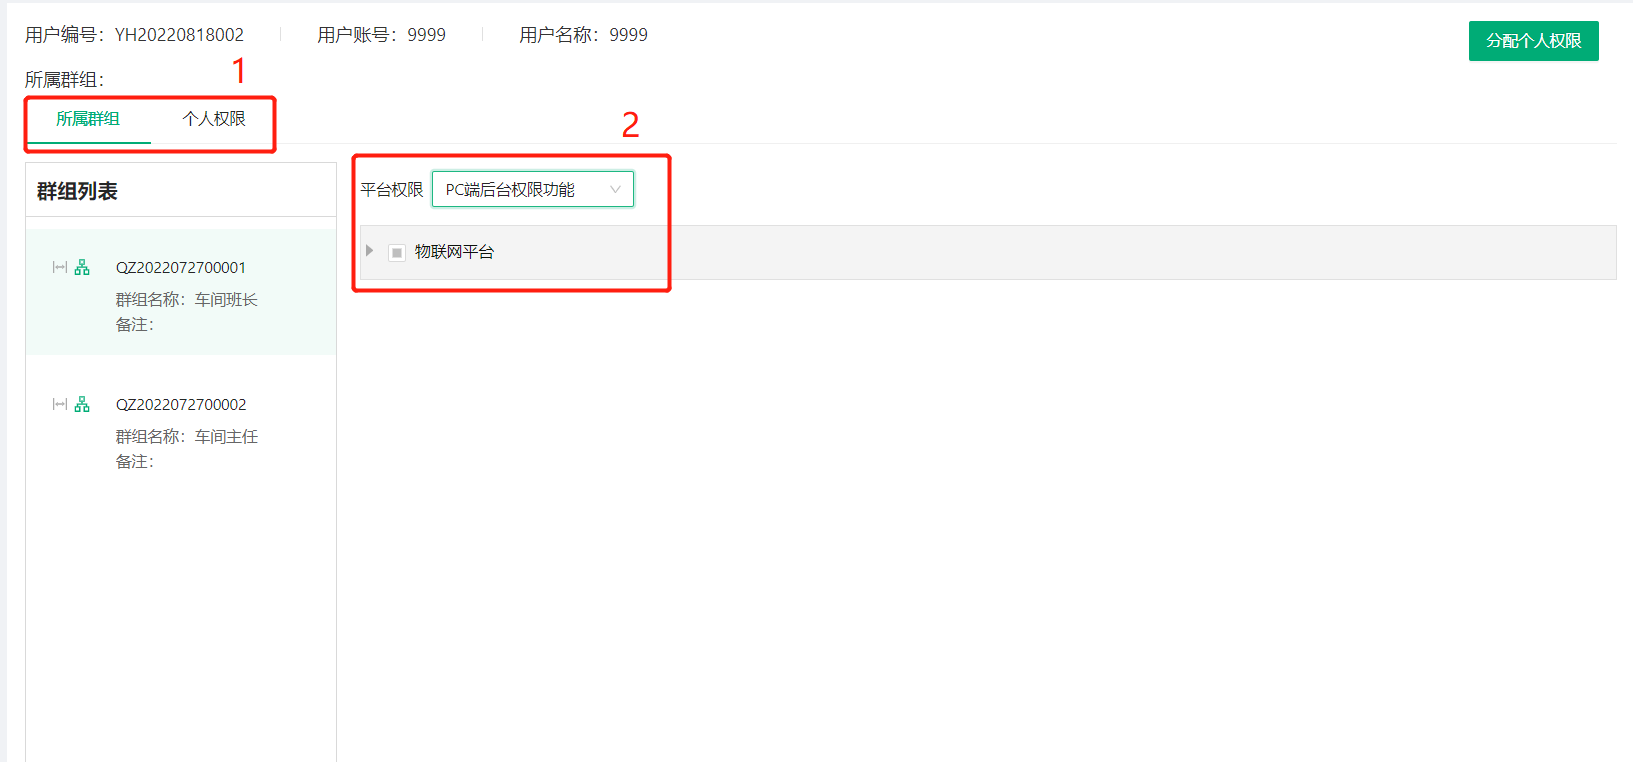 用户编号：YH20220818002 用户账号：9999 用户名称：9999
分配个人权限
所属群组：
1
所属群组 个人权限
2
群组列表
平台权限 PC端后台权限功能
物联网平台
QZ2022072700001
群组名称：车间班长
备注：
QZ2022072700002
群组名称：车间主任
备注：